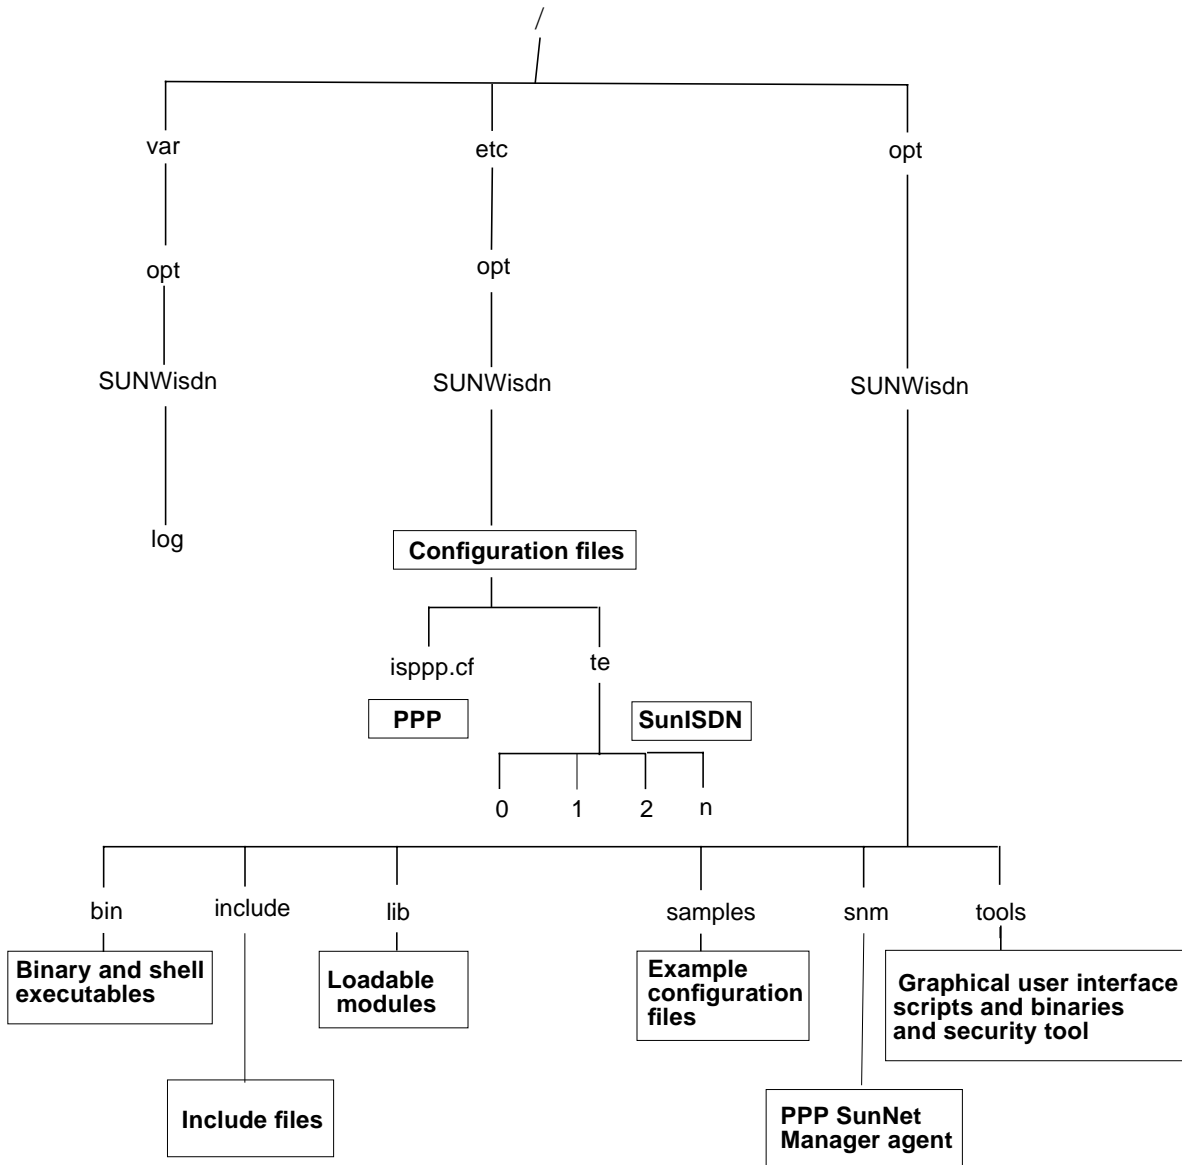 /
var
etc
opt
opt
opt
SUNWisdn
SUNWisdn
SUNWisdn
log
Configuration files
isppp.cf
te
PPP
SunISDN
0
1
2
n
bin
include
lib
samples
snm
tools
Binary and shell
executables
Loadable
modules
Example
configuration
files
Graphical user interface
scripts and binaries
and security tool
Include files
PPP SunNet
Manager agent